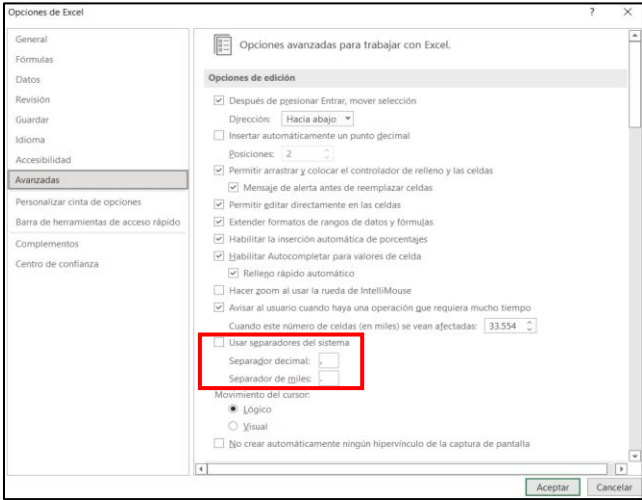 Opciones de Excel
? ×
General
Fórmulas
Datos
Revisión
Guardar
Idioma
Accesibilidad
Avanzadas
Personalizar cinta de opciones
Barra de herramientas de acceso rápido
Complementos
Centro de confianza
Opciones avanzadas para trabajar con Excel.
Opciones de edición
Después de presionar Entrar, mover selección
Dirección: Hacia abajo
Insertar automáticamente un punto decimal
Posiciones: 2
Permitir arrastrar y colocar el controlador de relleno y las celdas
Mensaje de alerta antes de reemplazar celdas
Permitir editar directamente en las celdas
Extender formatos de rangos de datos y fórmulas
Habilitar la inserción automática de porcentajes
Habilitar Autocompletar para valores de celda
Relleno rápido automático
Hacer zoom al usar la rueda de IntelliMouse
Avisar al usuario cuando haya una operación que requiera mucho tiempo
Cuando este número de celdas (en miles) se vean afectadas: 33.554
Usar separadores del sistema
Separador decimal:
Separador de miles:
Movimiento del cursor:
Lógico
Visual
No crear automáticamente ningún hipervínculo de la captura de pantalla
Aceptar Cancelar